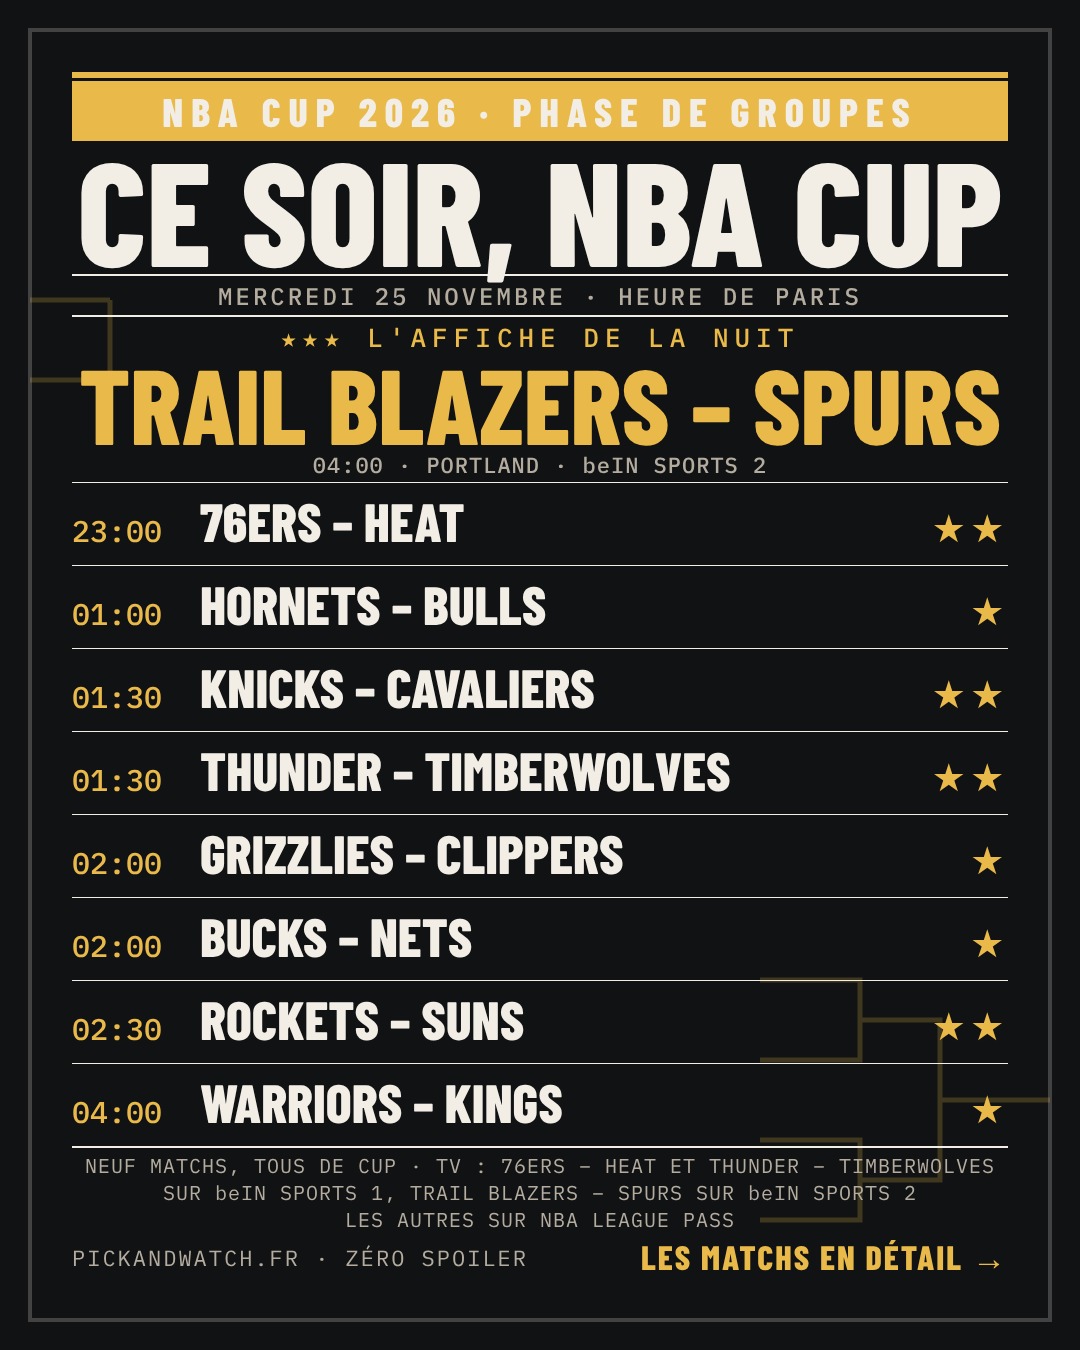 NBA CUP 2026 · PHASE DE GROUPES
CE SOIR, NBA CUP
MERCREDI 25 NOVEMBRE · HEURE DE PARIS
★★★ L'AFFICHE DE LA NUIT
TRAIL BLAZERS – SPURS
04:00 · PORTLAND · beIN SPORTS 2
23:00 76ERS – HEAT ★★
01:00 HORNETS – BULLS ★
01:30 KNICKS – CAVALIERS ★★
01:30 THUNDER – TIMBERWOLVES ★★
02:00 GRIZZLIES – CLIPPERS ★
02:00 BUCKS – NETS ★
02:30 ROCKETS – SUNS ★★
04:00 WARRIORS – KINGS ★
NEUF MATCHS, TOUS DE CUP · TV : 76ERS – HEAT ET THUNDER – TIMBERWOLVES
SUR beIN SPORTS 1, TRAIL BLAZERS – SPURS SUR beIN SPORTS 2
LES AUTRES SUR NBA LEAGUE PASS
PICKANDWATCH.FR · ZÉRO SPOILER
LES MATCHS EN DÉTAIL →